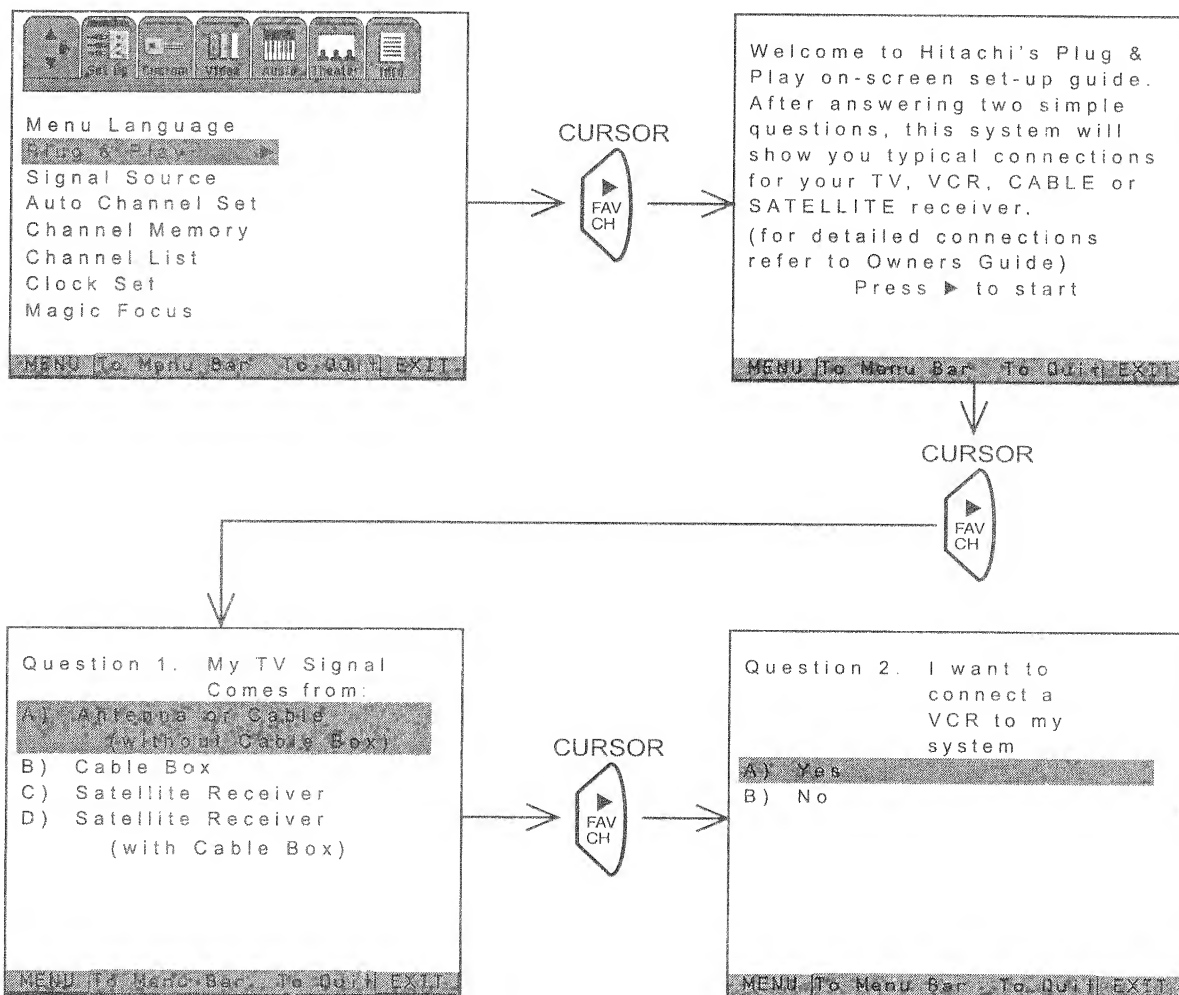 Set Up Custom Video Audio Theater Info
Menu Language
Plug & Play ▶
Signal Source
Auto Channel Set
Channel Memory
Channel List
Clock Set
Magic Focus
MENU To Menu Bar To Quit EXIT
CURSOR
▶
FAV
CH
Welcome to Hitachi's Plug &
Play on-screen set-up guide.
After answering two simple
questions, this system will
show you typical connections
for your TV, VCR, CABLE or
SATELLITE receiver.
(for detailed connections
refer to Owners Guide)
Press ▶ to start
MENU To Menu Bar To Quit EXIT
CURSOR
▶
FAV
CH
Question 1. My TV Signal
Comes from:
A) Antenna or Cable
(without Cable Box)
B) Cable Box
C) Satellite Receiver
D) Satellite Receiver
(with Cable Box)
MENU To Menu Bar To Quit EXIT
CURSOR
▶
FAV
CH
Question 2. I want to
connect a
VCR to my
system
A) Yes
B) No
MENU To Menu Bar To Quit EXIT